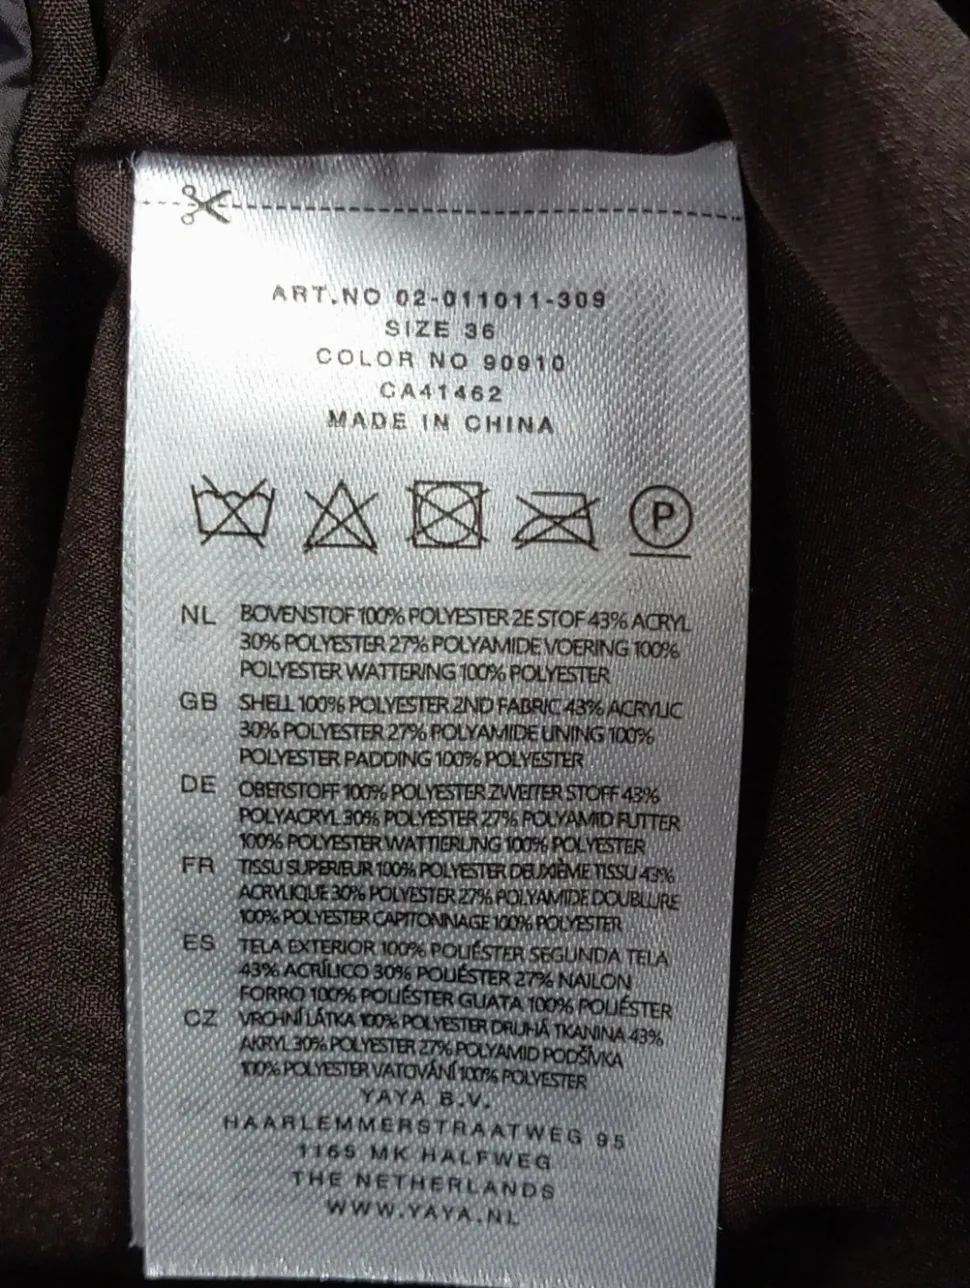 ART.NO 02-011011-309
SIZE 36
COLOR NO 90910
CA41462
MADE IN CHINA
P
NL BOVENSTOF 100% POLYESTER 2E STOF 43% ACRYL
30% POLYESTER 27% POLYAMIDE VOERING 100%
POLYESTER WATTERING 100% POLYESTER
GB SHELL 100% POLYESTER 2ND FABRIC 43% ACRYLIC
30% POLYESTER 27% POLYAMIDE LINING 100%
POLYESTER PADDING 100% POLYESTER
DE OBERSTOFF 100% POLYESTER ZWEITER STOFF 43%
POLYACRYL 30% POLYESTER 27% POLYAMID FUTTER
100% POLYESTER WATTIERUNG 100% POLYESTER
FR TISSU SUPERIEUR 100% POLYESTER DEUXIÈME TISSU 43%
ACRYLIQUE 30% POLYESTER 27% POLYAMIDE DOUBLURE
100% POLYESTER CAPITONNAGE 100% POLYESTER
ES TELA EXTERIOR 100% POLIÉSTER SEGUNDA TELA
43% ACRÍLICO 30% POLIÉSTER 27% NAILON
FORRO 100% POLIÉSTER GUATA 100% POLIÉSTER
CZ VRCHNÍ LÁTKA 100% POLYESTER DRUHÁ TKANINA 43%
AKRYL 30% POLYESTER 27% POLYAMID PODŠÍVKA
100% POLYESTER VATOVÁNÍ 100% POLYESTER
YAYA B.V.
HAARLEMMERSTRAATWEG 95
1165 MK HALFWEG
THE NETHERLANDS
WWW.YAYA.NL